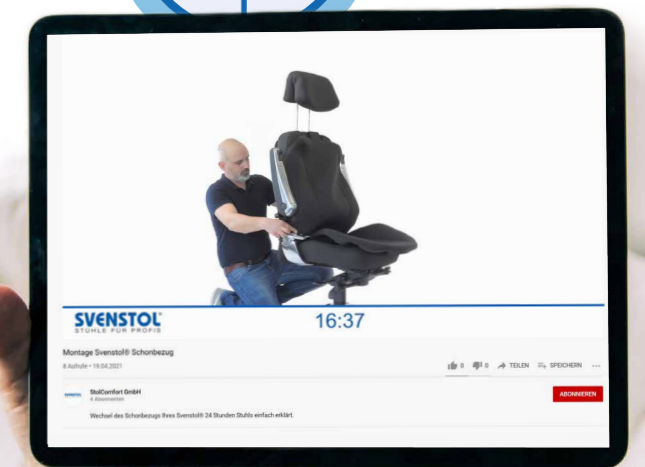 SVENSTOL®
STÜHLE FÜR PROFIS
16:37
Montage Svenstol® Schonbezug
8 Aufrufe • 19.04.2021
0 0 TEILEN SPEICHERN ...
SVENSTOL
StolComfort GmbH
4 Abonnenten
ABONNIEREN
Wechsel des Schonbezugs Ihres Svenstol® 24 Stunden Stuhls einfach erklärt.